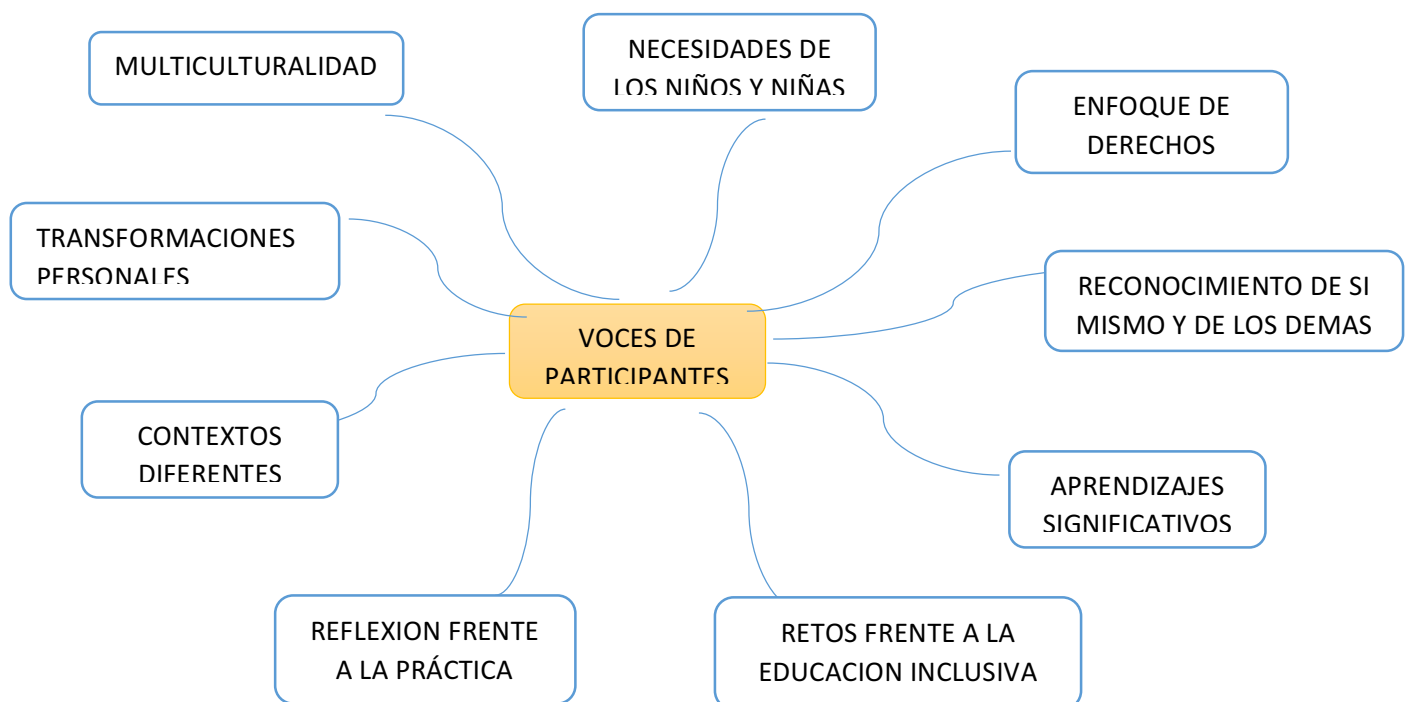 MULTICULTURALIDAD
NECESIDADES DE
LOS NIÑOS Y NIÑAS
ENFOQUE DE
DERECHOS
TRANSFORMACIONES
PERSONALES
RECONOCIMIENTO DE SI
MISMO Y DE LOS DEMAS
VOCES DE
PARTICIPANTES
CONTEXTOS
DIFERENTES
APRENDIZAJES
SIGNIFICATIVOS
REFLEXION FRENTE
A LA PRÁCTICA
RETOS FRENTE A LA
EDUCACION INCLUSIVA